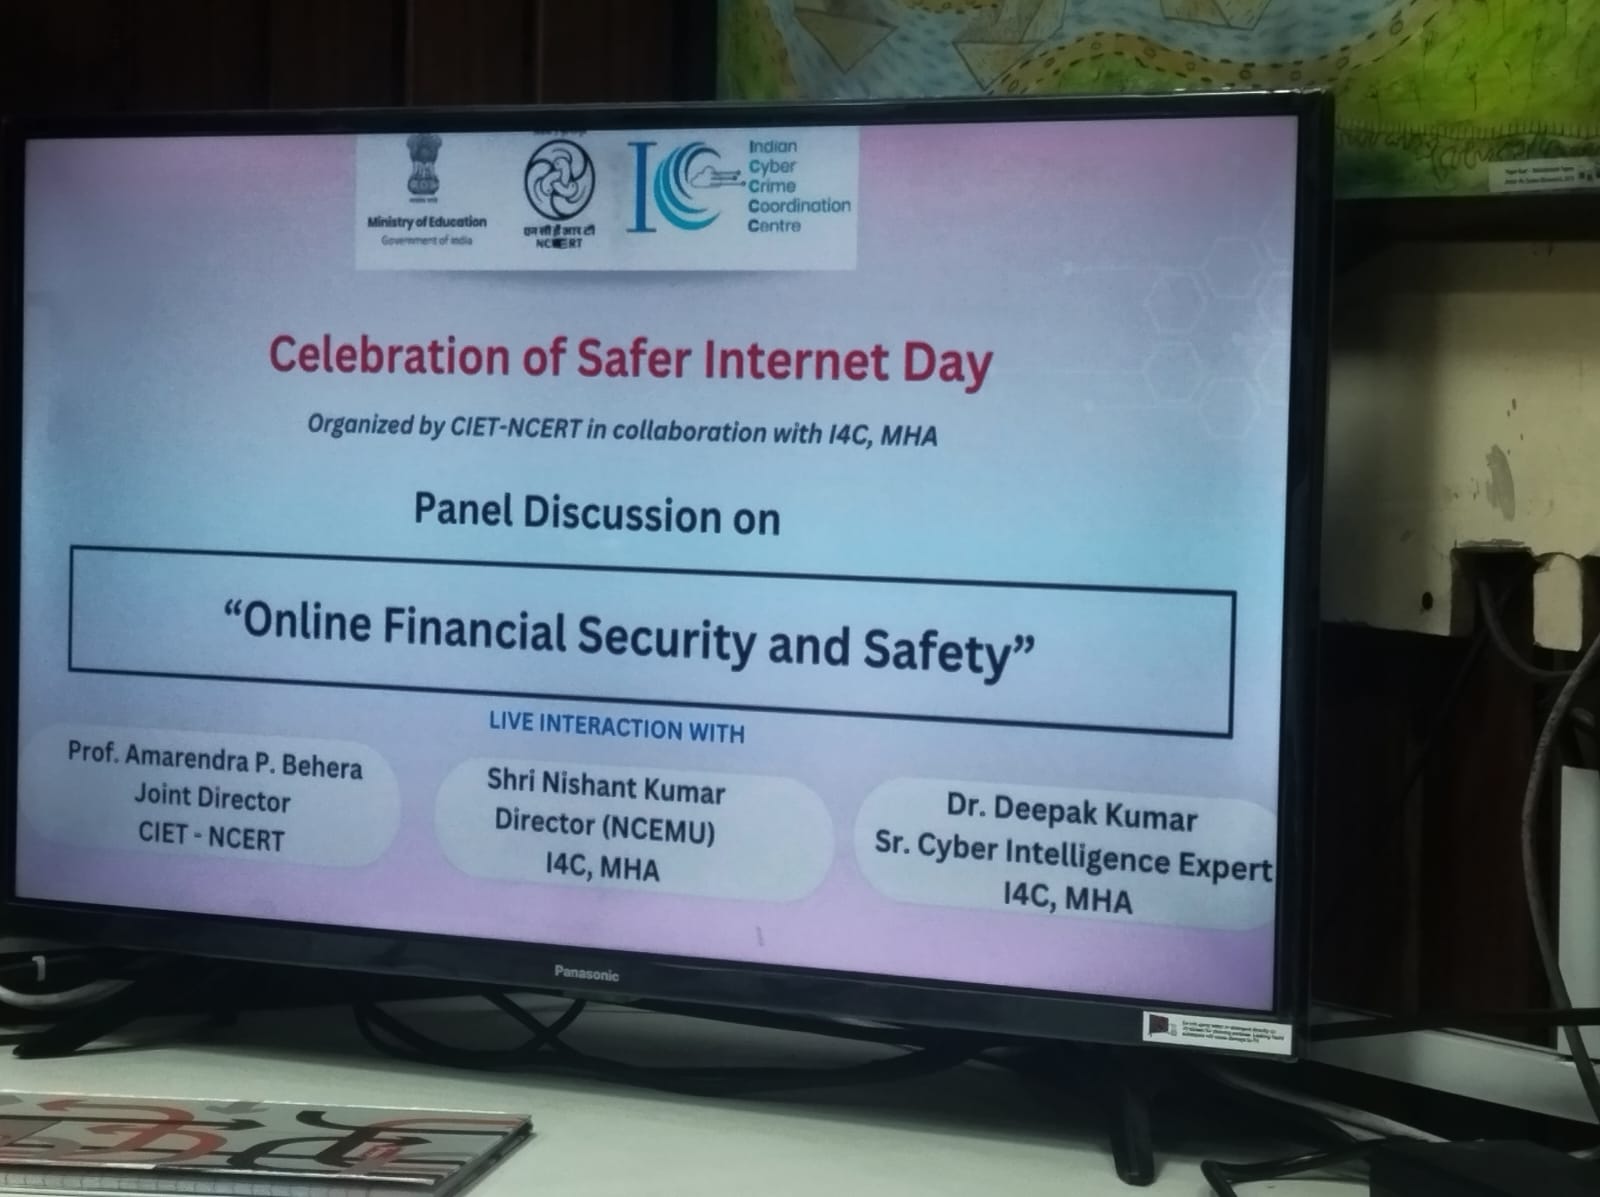 Ministry of Education
Government of India
एन सी ई आर टी
NCERT
Indian
Cyber
Crime
Coordination
Centre
Celebration of Safer Internet Day
Organized by CIET-NCERT in collaboration with I4C, MHA
Panel Discussion on
“Online Financial Security and Safety”
LIVE INTERACTION WITH
Prof. Amarendra P. Behera
Joint Director
CIET - NCERT
Shri Nishant Kumar
Director (NCEMU)
I4C, MHA
Dr. Deepak Kumar
Sr. Cyber Intelligence Expert
I4C, MHA
Panasonic